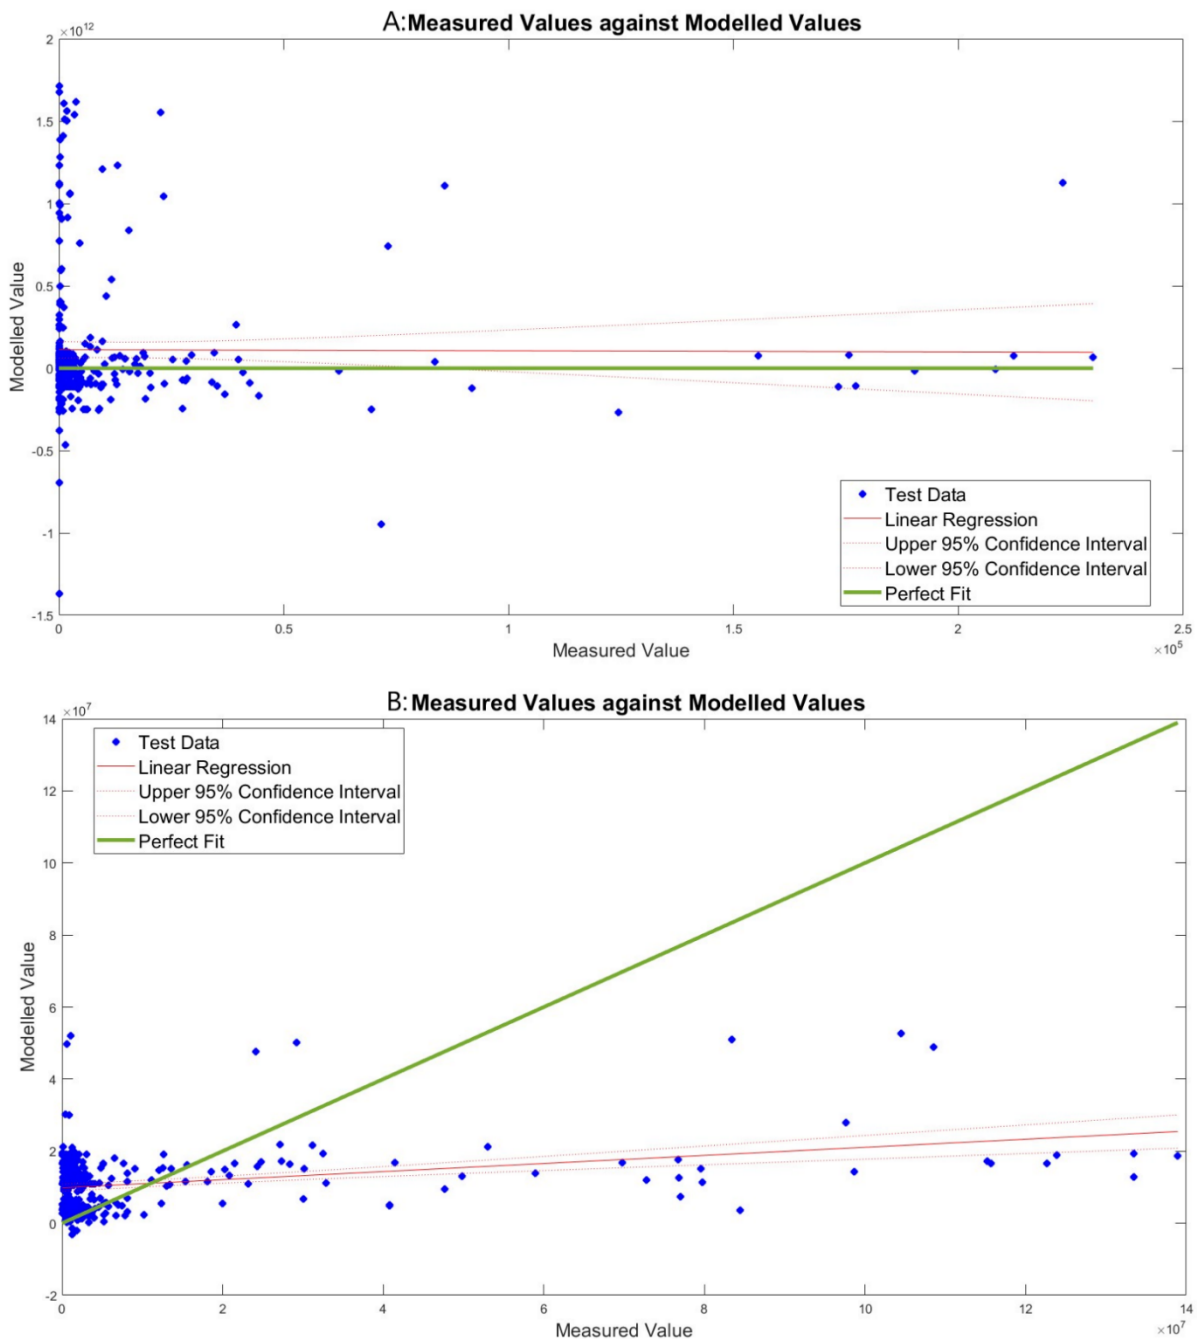 A:Measured Values against Modelled Values
×10^12
2
1.5
1
0.5
0
-0.5
-1
-1.5
Modelled Value
Test Data
Linear Regression
Upper 95% Confidence Interval
Lower 95% Confidence Interval
Perfect Fit
0 0.5 1 1.5 2 2.5
Measured Value
×10^5
B:Measured Values against Modelled Values
×10^7
14
12
10
8
6
4
2
0
-2
Modelled Value
Test Data
Linear Regression
Upper 95% Confidence Interval
Lower 95% Confidence Interval
Perfect Fit
0 2 4 6 8 10 12 14
Measured Value
×10^7